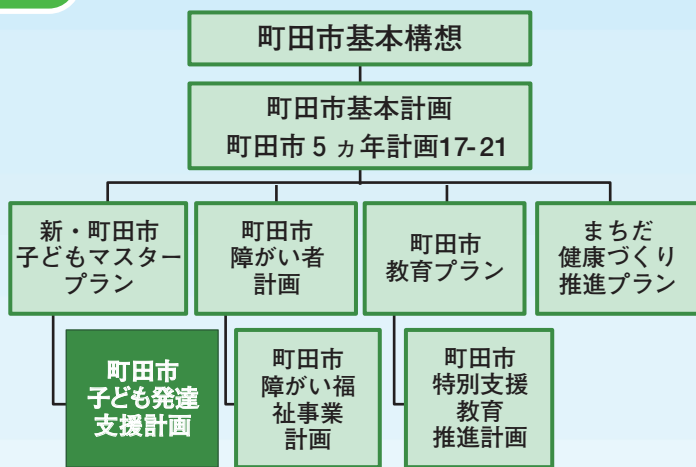 町田市基本構想
町田市基本計画
町田市5ヵ年計画17-21
新・町田市
子どもマスター
プラン
町田市
障がい者
計画
町田市
教育プラン
まちだ
健康づくり
推進プラン
町田市
子ども発達
支援計画
町田市
障がい福
祉事業
計画
町田市
特別支援
教育
推進計画